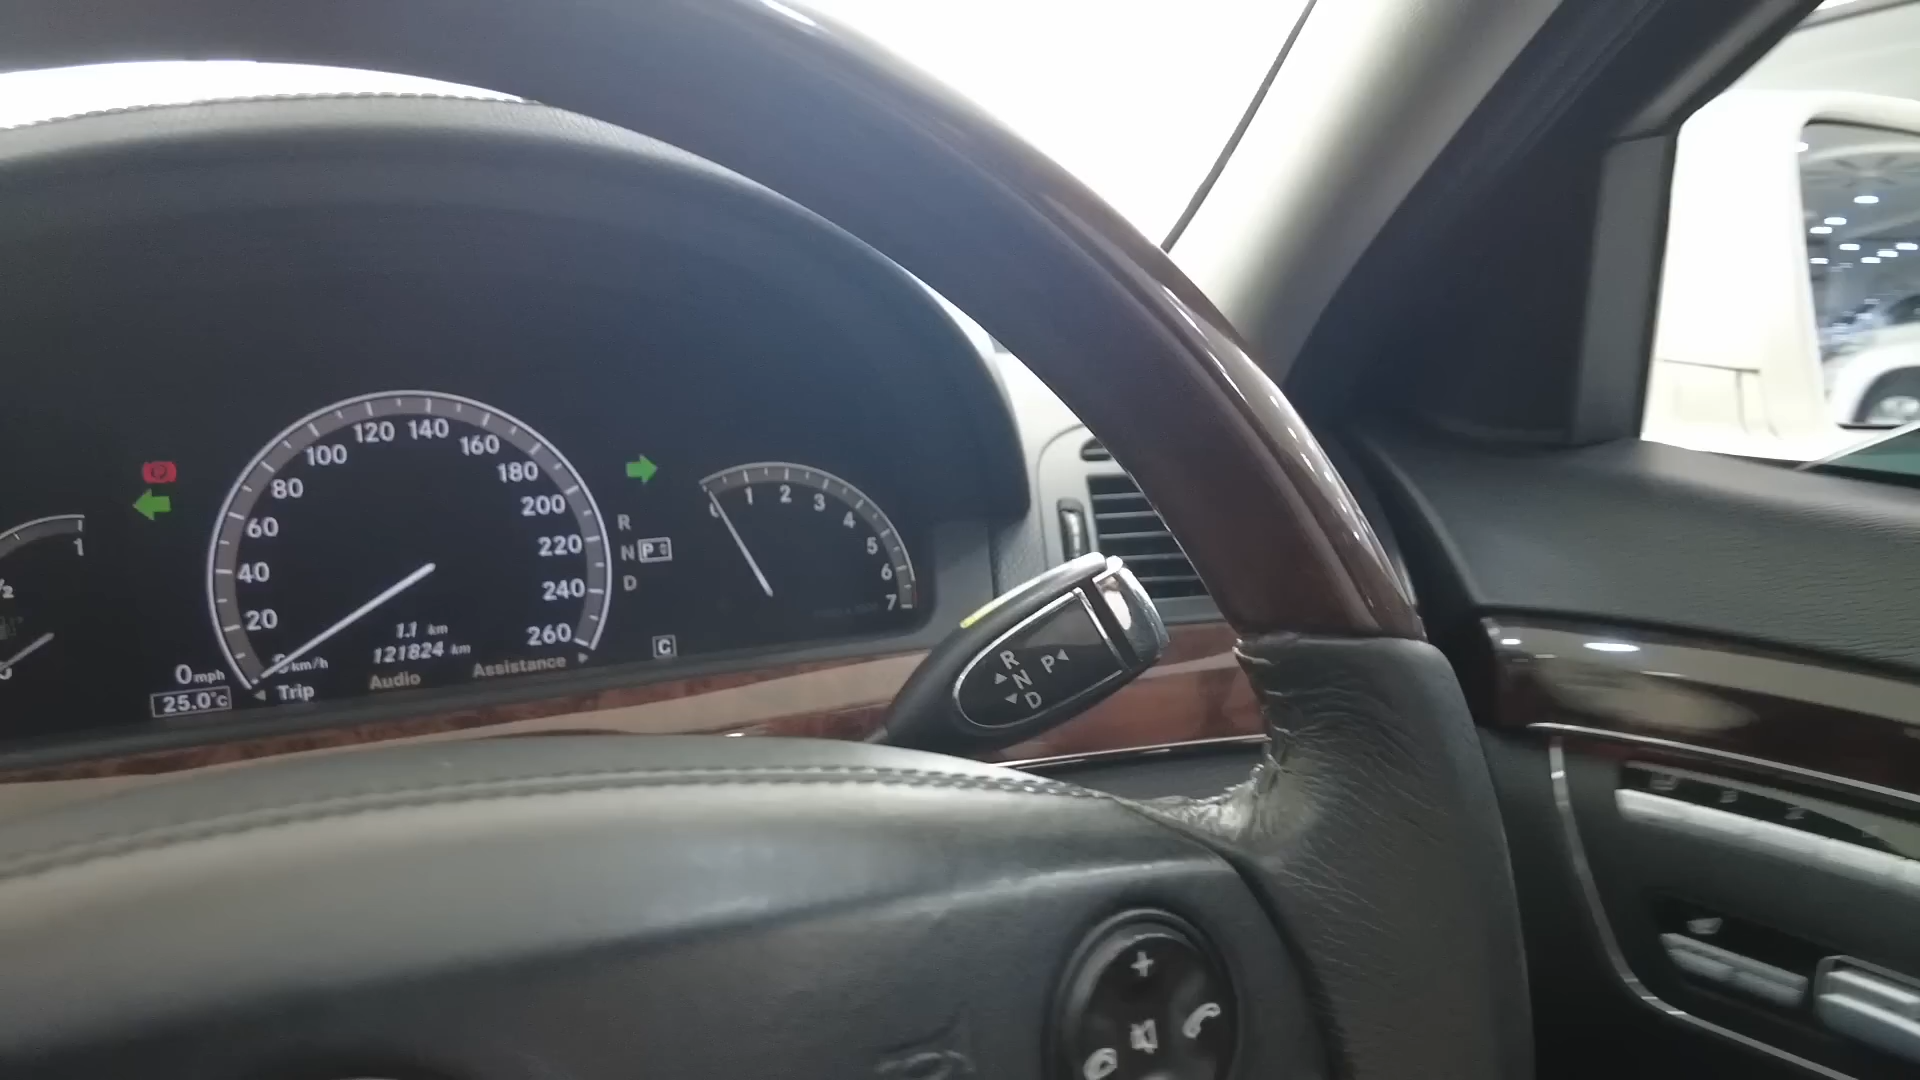 120 140
100 160
80 180
60 200
40 220
20 240
260
1
R
N P
D
1 2 3 4 5 6 7
1.1 km
121824 km
0 mph
km/h
25.0°C
Trip Audio Assistance
C
R
N
D
P
+